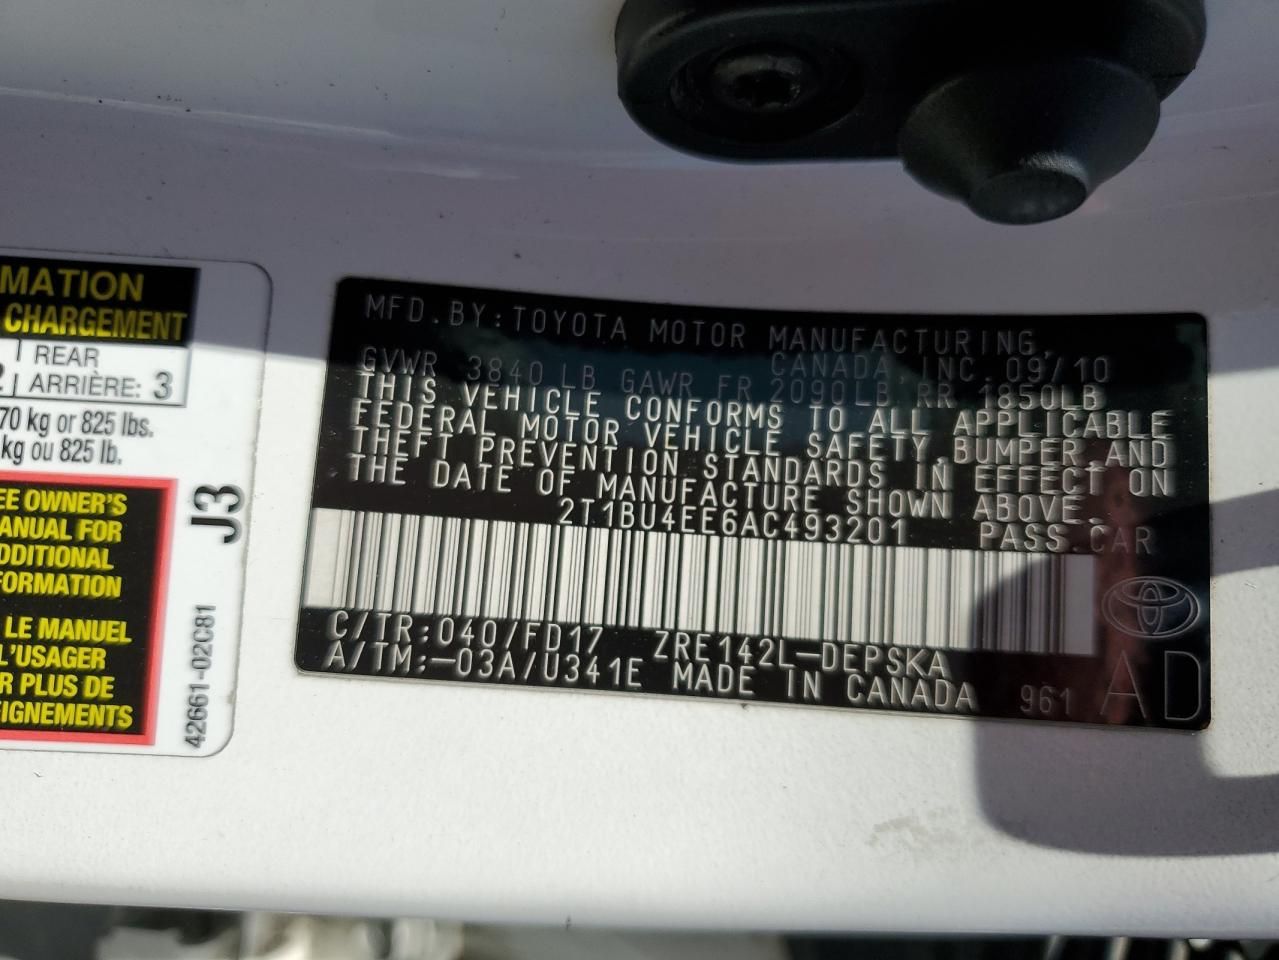 MATION
CHARGEMENT
REAR
ARRIÈRE: 3
70 kg or 825 lbs.
kg ou 825 lb.
EE OWNER'S
ANUAL FOR
DDITIONAL
FORMATION
LE MANUEL
L'USAGER
R PLUS DE
EIGNEMENTS
J3
42661-02C81
MFD.BY:TOYOTA MOTOR MANUFACTURING,
CANADA, INC.09/10
GVWR 3840 LB GAWR FR 2090LB RR 1850LB
THIS VEHICLE CONFORMS TO ALL APPLICABLE
FEDERAL MOTOR VEHICLE SAFETY,BUMPER AND
THEFT PREVENTION STANDARDS IN EFFECT ON
THE DATE OF MANUFACTURE SHOWN ABOVE.
2T1BU4EE6AC493201 PASS.CAR
C/TR:040/FD17 ZRE142L-DEPSKA
A/TM:-03A/U341E MADE IN CANADA 961
AD